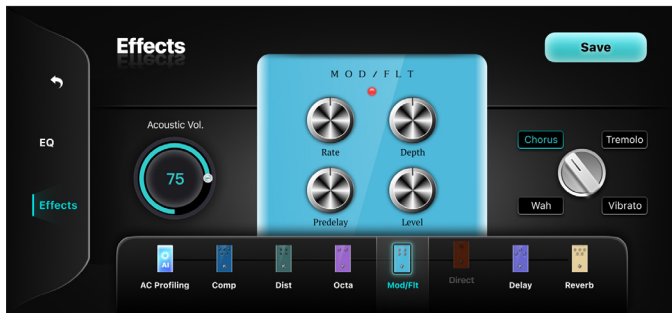 Effects
Save
MOD/FLT
EQ
Effects
Acoustic Vol.
75
Rate
Depth
Predelay
Level
Chorus
Tremolo
Wah
Vibrato
AI
AC Profiling
Comp
Dist
Octa
Mod/Flt
Direct
Delay
Reverb